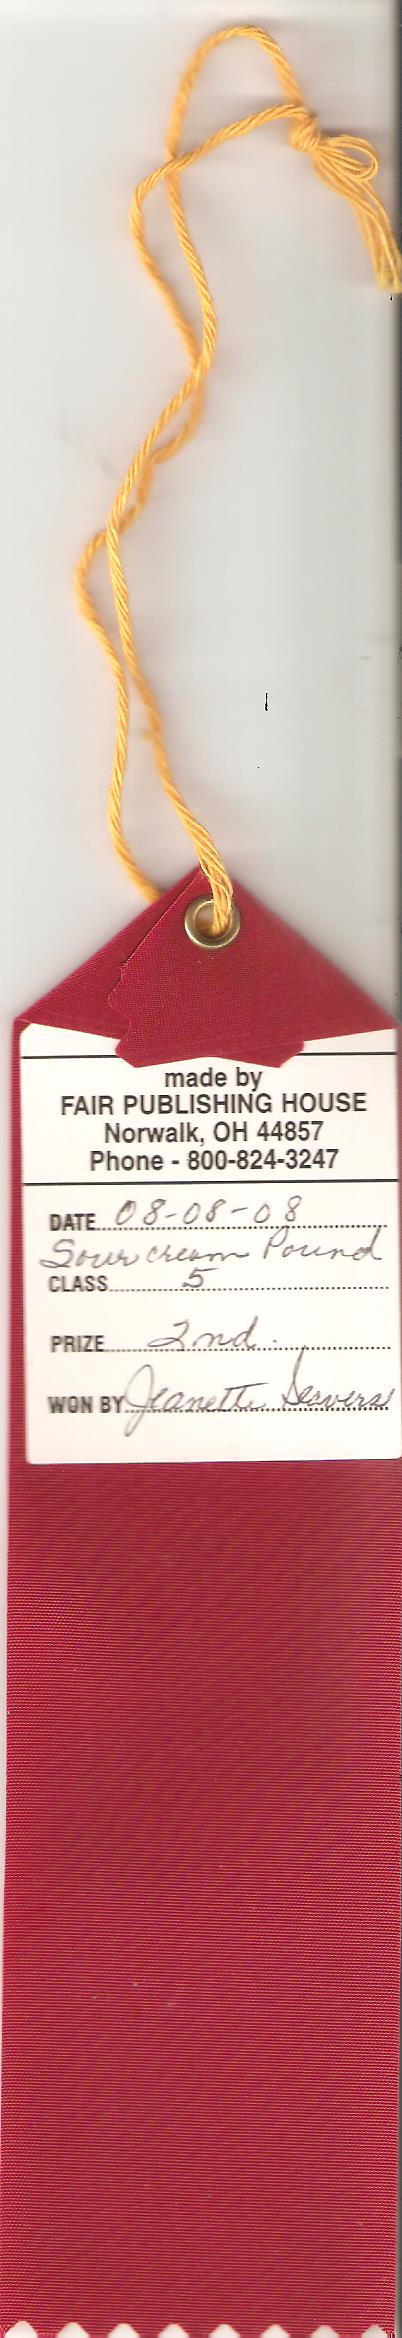 made by
FAIR PUBLISHING HOUSE
Norwalk, OH 44857
Phone - 800-824-3247
DATE 08-08-08
Sour cream Pound
CLASS 5
PRIZE 2nd.
WON BY Jeanette Seavers